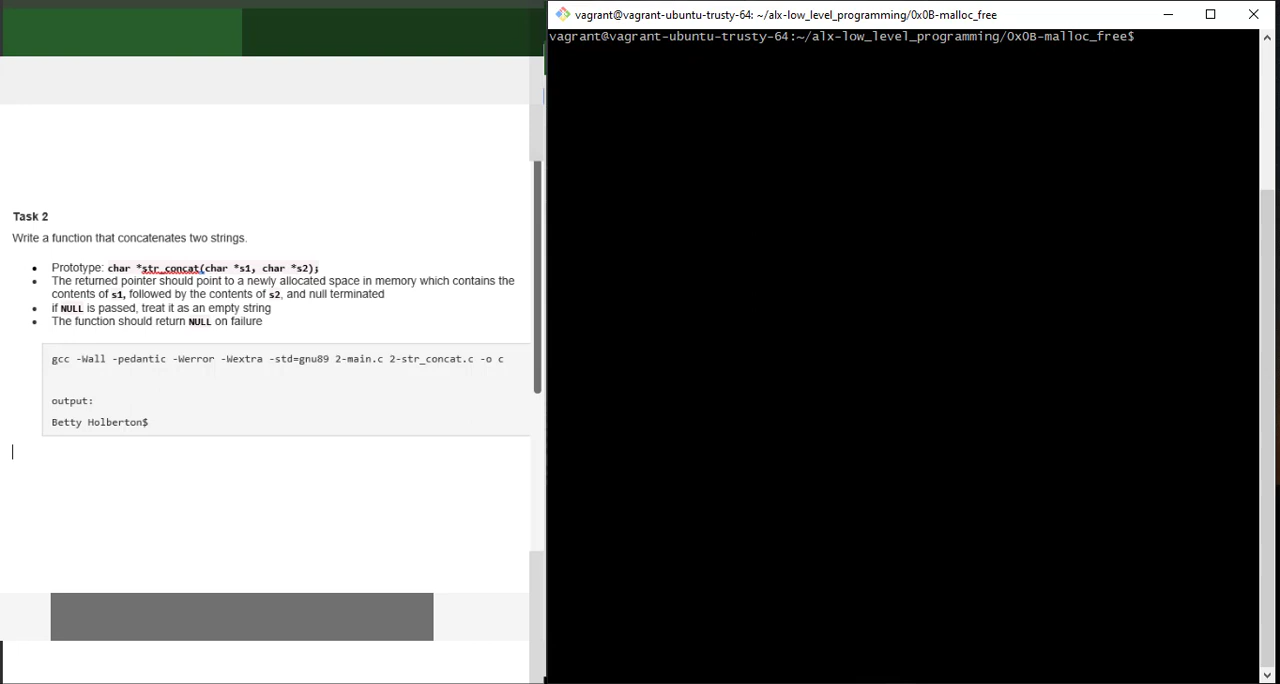 vagrant@vagrant-ubuntu-trusty-64: ~/alx-low_level_programming/0x0B-malloc_free
vagrant@vagrant-ubuntu-trusty-64:~/alx-low_level_programming/0x0B-malloc_free$
Task 2
Write a function that concatenates two strings.
• Prototype: char *str_concat(char *s1, char *s2);
• The returned pointer should point to a newly allocated space in memory which contains the
contents of s1, followed by the contents of s2, and null terminated
• if NULL is passed, treat it as an empty string
• The function should return NULL on failure
gcc -Wall -pedantic -Werror -Wextra -std=gnu89 2-main.c 2-str_concat.c -o c
output:
Betty Holberton$